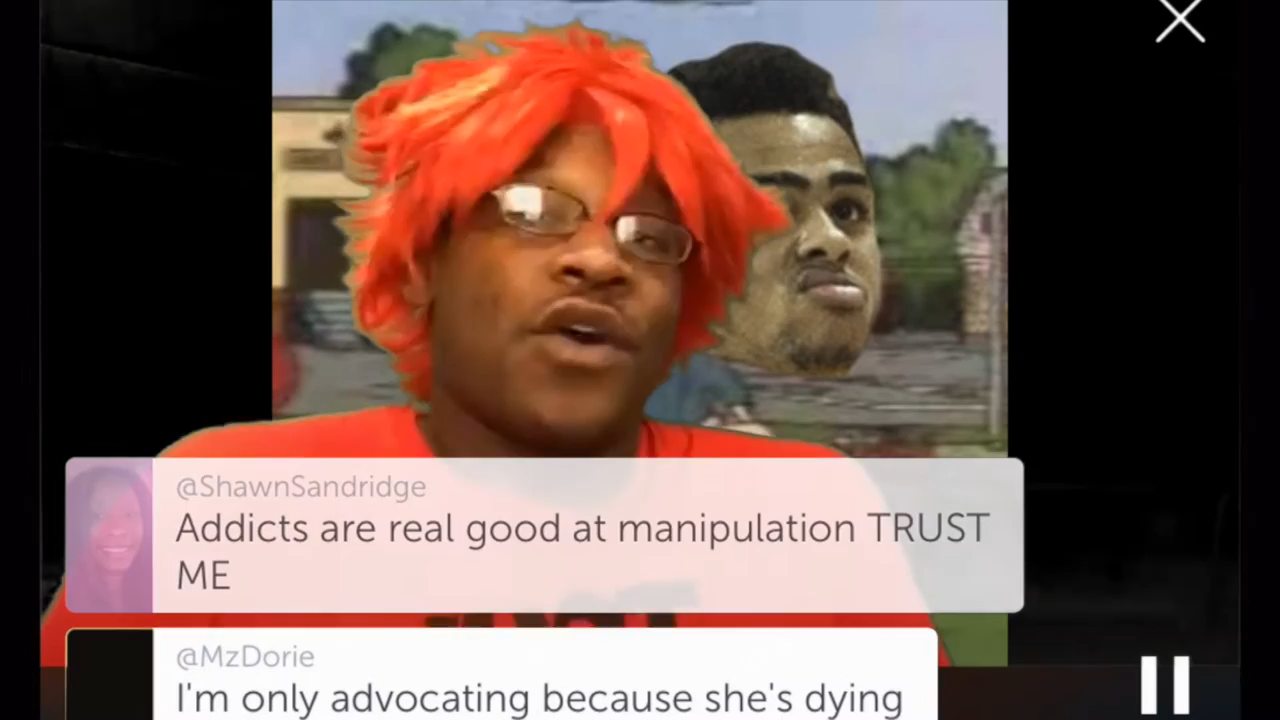 @ShawnSandridge
Addicts are real good at manipulation TRUST
ME
@MzDorie
I'm only advocating because she's dying